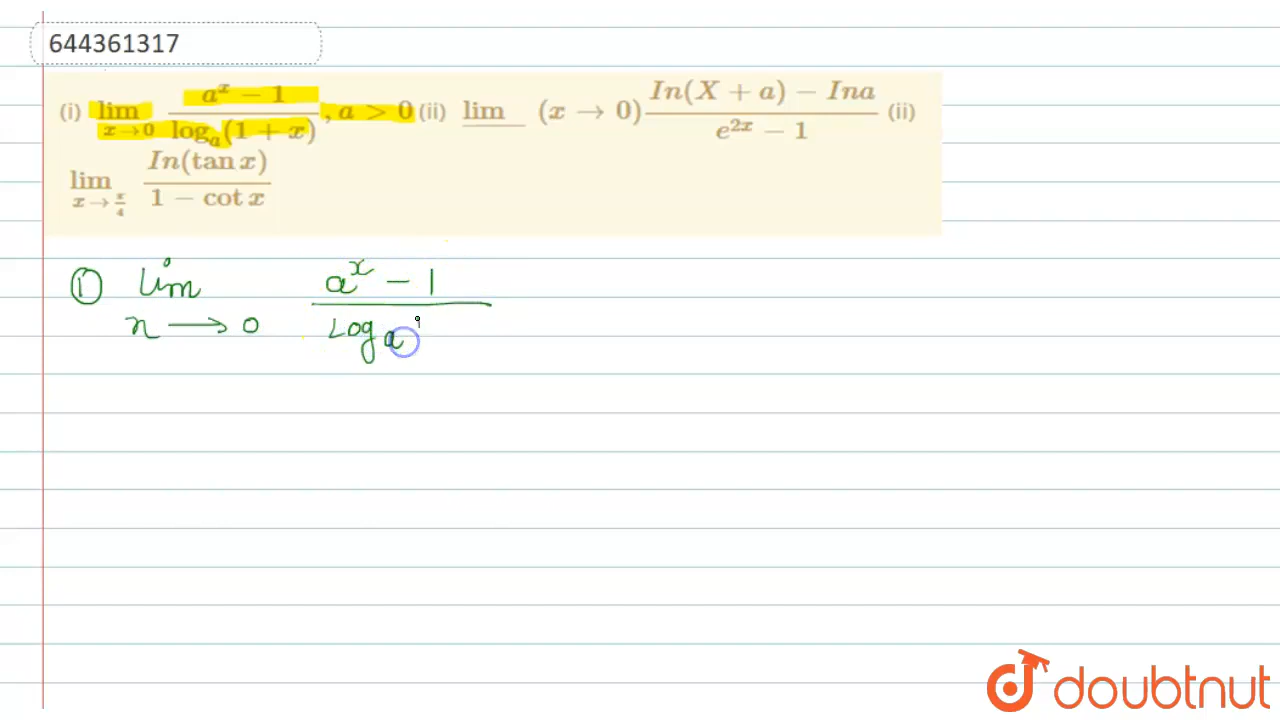 644361317
(i) lim x→0 (a^x − 1)/(log_a(1 + x)), a > 0 (ii) lim (x → 0) (In(X + a) − Ina)/(e^{2x} − 1) (ii)
lim x→π/4 (In(tan x))/(1 − cot x)
① lim a^x − 1
x → 0 Log a
doubtnut